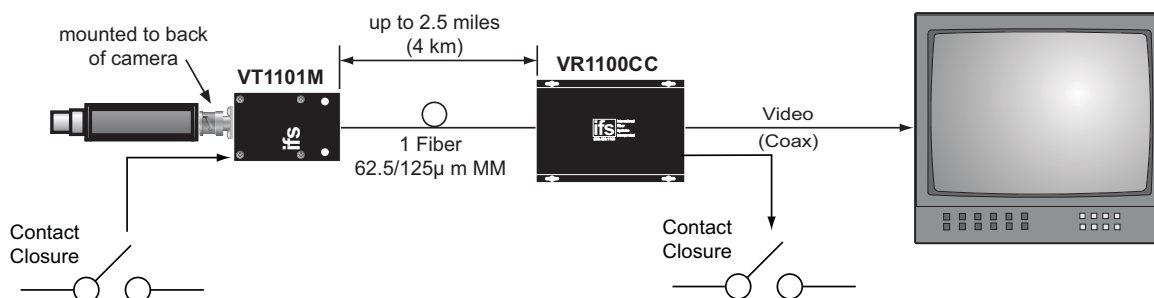 mounted to back
of camera
VT1101M
up to 2.5 miles
(4 km)
VR1100CC
ifs
ifs
1 Fiber
62.5/125µ m MM
Video
(Coax)
Contact
Closure
Contact
Closure